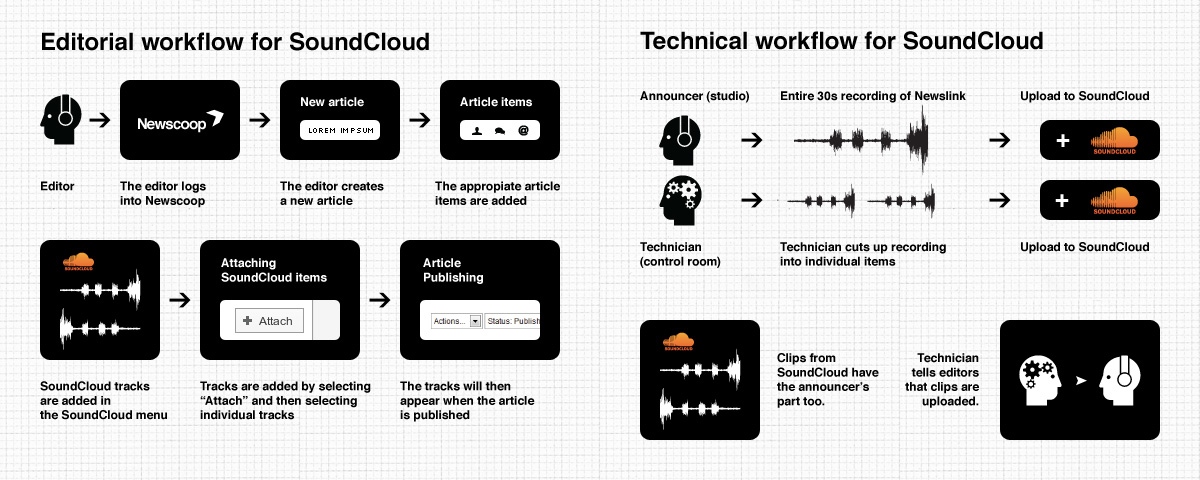 Editorial workflow for SoundCloud
Newscoop
New article
LOREM IMPSUM
Article items
@
Editor
The editor logs
into Newscoop
The editor creates
a new article
The appropiate article
items are added
SOUNDCLOUD
Attaching
SoundCloud items
+ Attach
Article
Publishing
Actions...
Status: Publish
SoundCloud tracks
are added in
the SoundCloud menu
Tracks are added by selecting
“Attach” and then selecting
individual tracks
The tracks will then
appear when the article
is published
Technical workflow for SoundCloud
Announcer (studio)
Entire 30s recording of Newslink
Upload to SoundCloud
+ SOUNDCLOUD
+ SOUNDCLOUD
Technician
(control room)
Technician cuts up recording
into individual items
Upload to SoundCloud
SOUNDCLOUD
Clips from
SoundCloud have
the announcer's
part too.
Technician
tells editors
that clips are
uploaded.